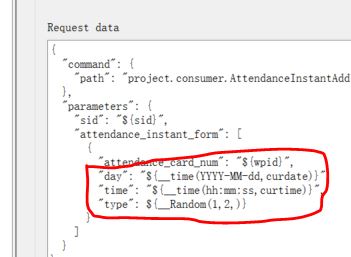 Request data
{
"command": {
"path": "project.consumer.AttendanceInstantAdd
},
"parameters": {
"sid": "${sid}",
"attendance_instant_form": [
{
"attendance_card_num": "${wpid}",
"day": "${__time(YYYY-MM-dd,curdate)}"
"time": "${__time(hh:mm:ss,curtime)}",
"type": "${__Random(1,2,)}
}
]
}
}